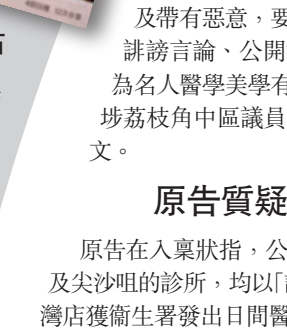 及帶有惡意，要
誹謗言論、公開
為名人醫學美學有
埗荔枝角中區議員
文。
原告質疑
原告在入稟狀指，公
及尖沙咀的診所，均以「
灣店獲衞生署發出日間醫